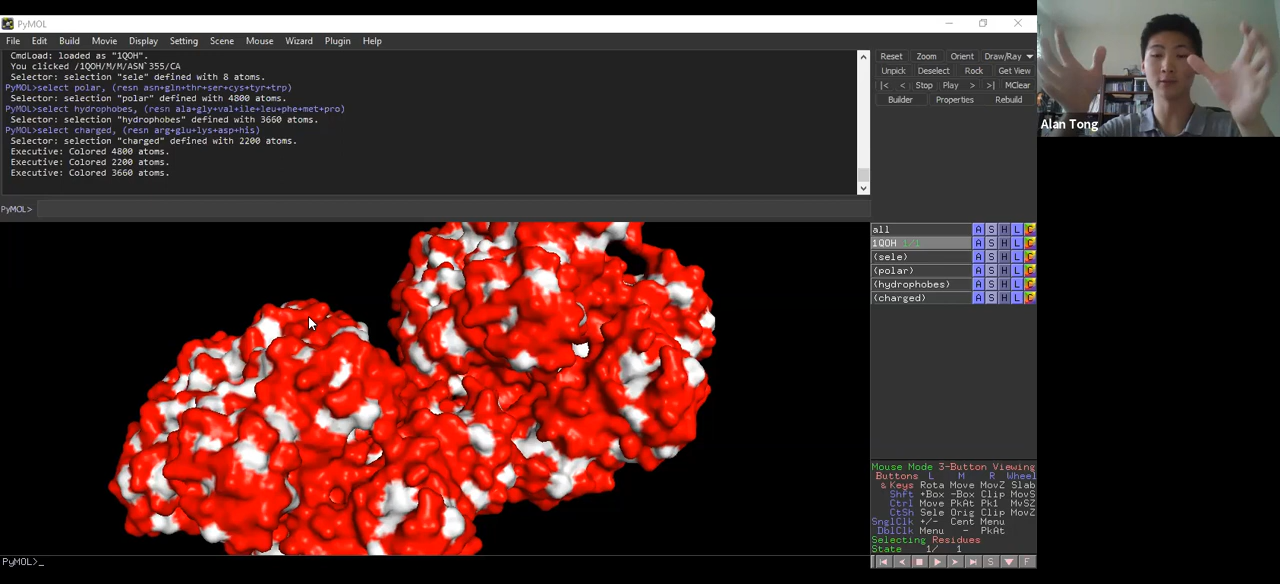 PyMOL
File Edit Build Movie Display Setting Scene Mouse Wizard Plugin Help
CmdLoad: loaded as "1QOH".
You clicked /1QOH/M/M/ASN`355/CA
Selector: selection "sele" defined with 8 atoms.
PyMOL>select polar, (resn asn+gln+thr+ser+cys+tyr+trp)
Selector: selection "polar" defined with 4800 atoms.
PyMOL>select hydrophobes, (resn ala+gly+val+ile+leu+phe+met+pro)
Selector: selection "hydrophobes" defined with 3660 atoms.
PyMOL>select charged, (resn arg+glu+lys+asp+his)
Selector: selection "charged" defined with 2200 atoms.
Executive: Colored 4800 atoms.
Executive: Colored 2200 atoms.
Executive: Colored 3660 atoms.
PyMOL>
Reset Zoom Orient Draw/Ray
Unpick Deselect Rock Get View
|< < Stop Play > >| MClear
Builder Properties Rebuild
Alan Tong
all A S H L C
1QOH 1/1 A S H L C
(sele) A S H L C
(polar) A S H L C
(hydrophobes) A S H L C
(charged) A S H L C
Mouse Mode 3-Button Viewing
Buttons L M R Wheel
& Keys Rota Move MovZ Slab
Shft +Box -Box Clip MovS
Ctrl Move PkAt Pk1 MvSZ
CtSh Sele Orig Clip MovZ
SnglClk +/- Cent Menu
DblClk Menu - PkAt
Selecting Residues
State 1/ 1
PyMOL>_
S F